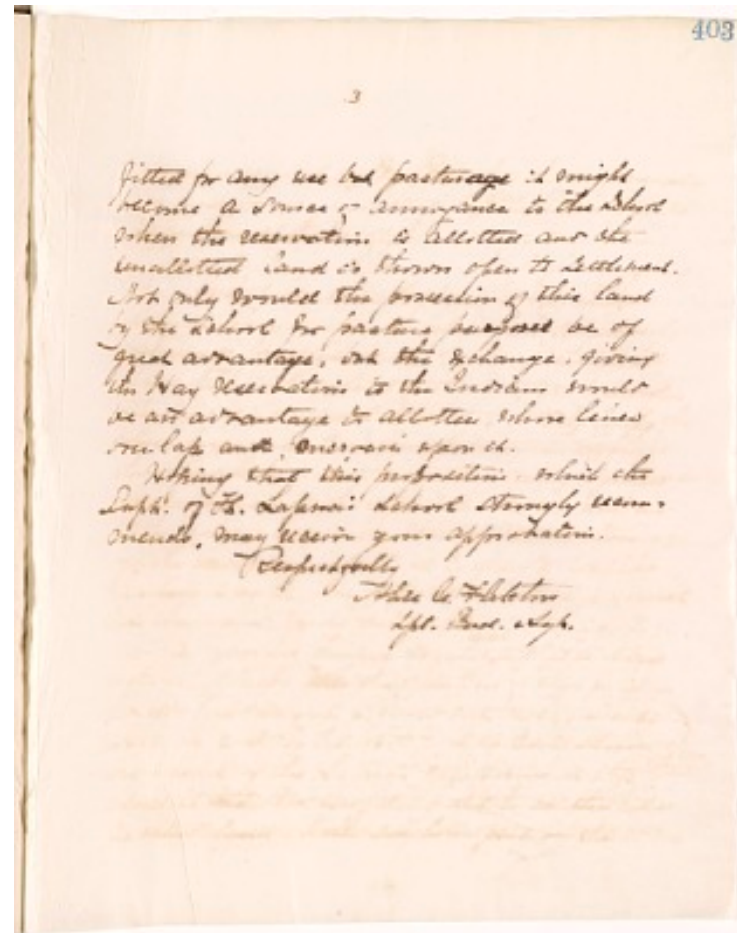 403
3
fitted for any use but pasturage it might
become a source of annoyance to the School
when the reservation is allotted and the
unallotted land is thrown open to settlement.
Not only would the possession of this land
by the School for pasture purposes be of
great advantage, but the exchange, giving
the Hay reservation to the Indians would
be an advantage to allottees whose lines
overlap and upon it.
Hoping that this proposition which the
Supt. of Ft. Lapwai School strongly recom-
mends, may receive your approbation.
Respectfully
Alice C. Fletcher
Spl.